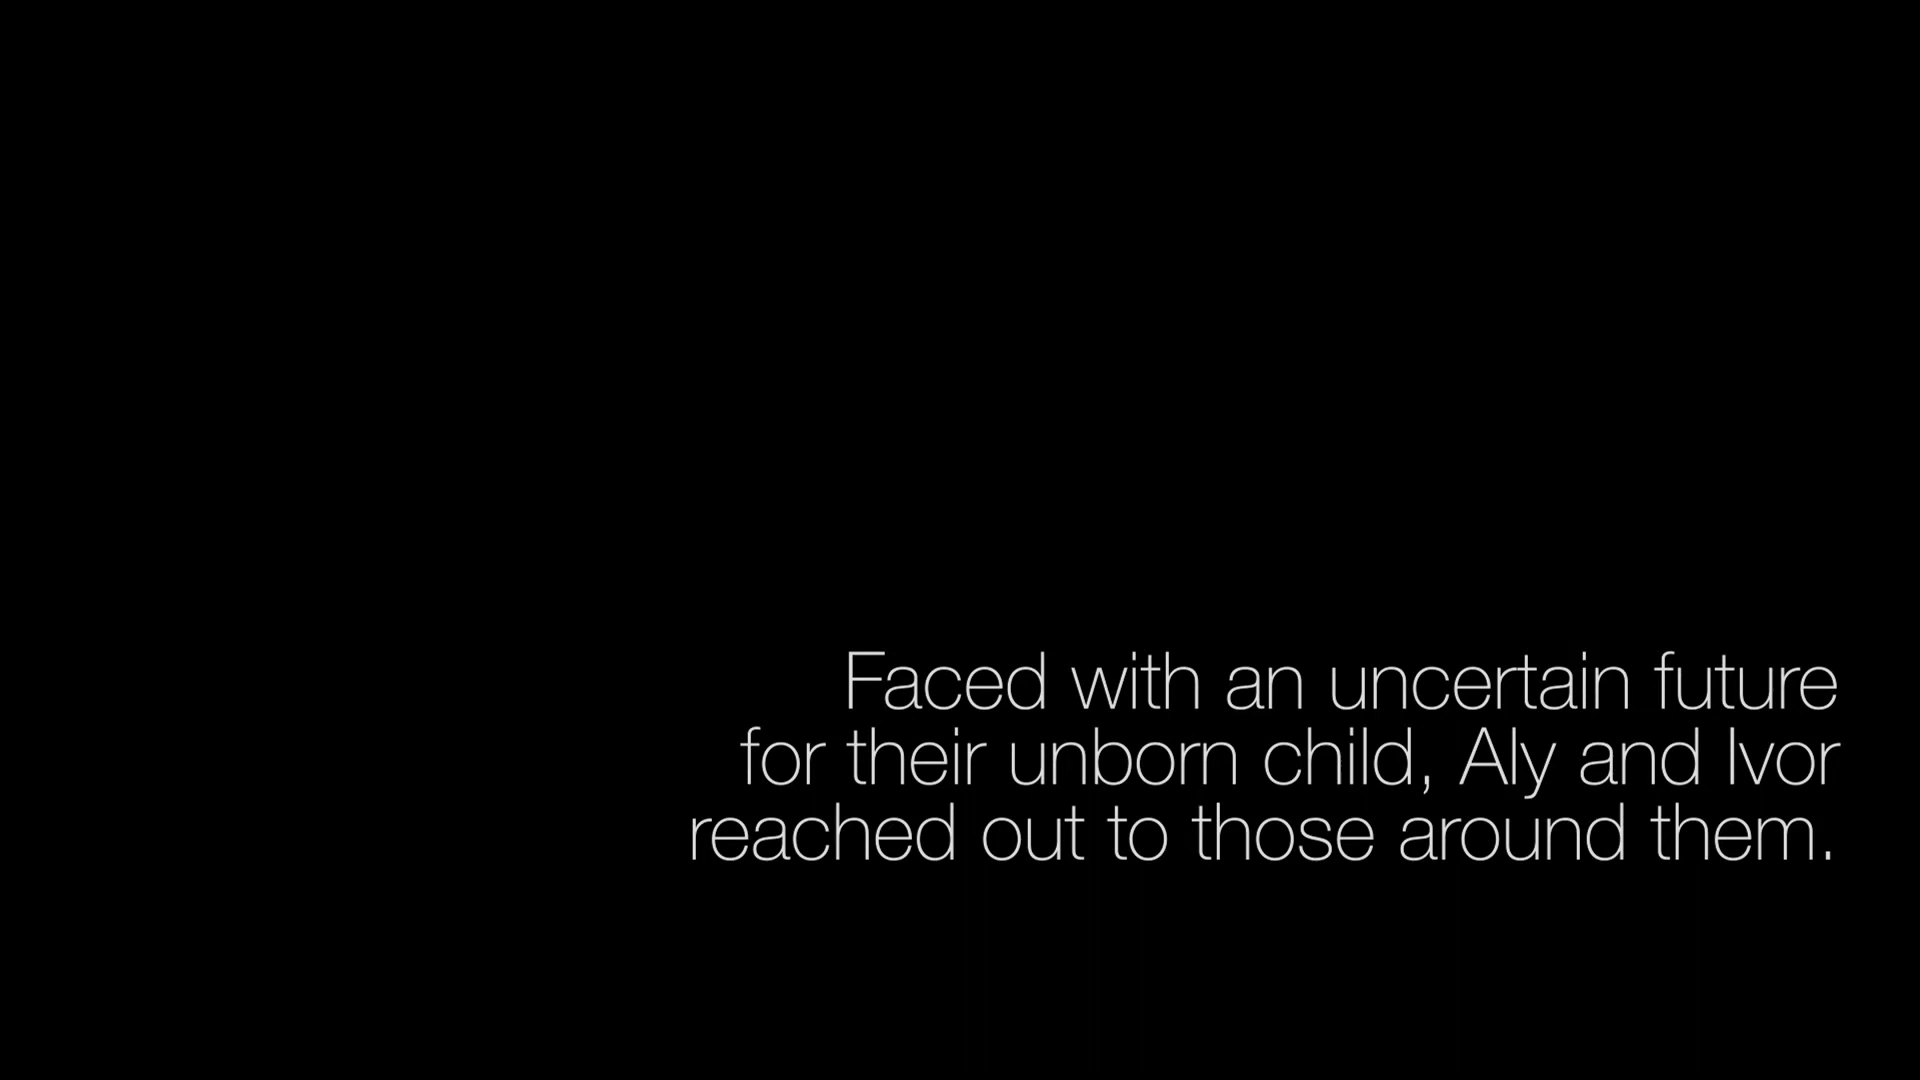 Faced with an uncertain future
for their unborn child, Aly and Ivor
reached out to those around them.